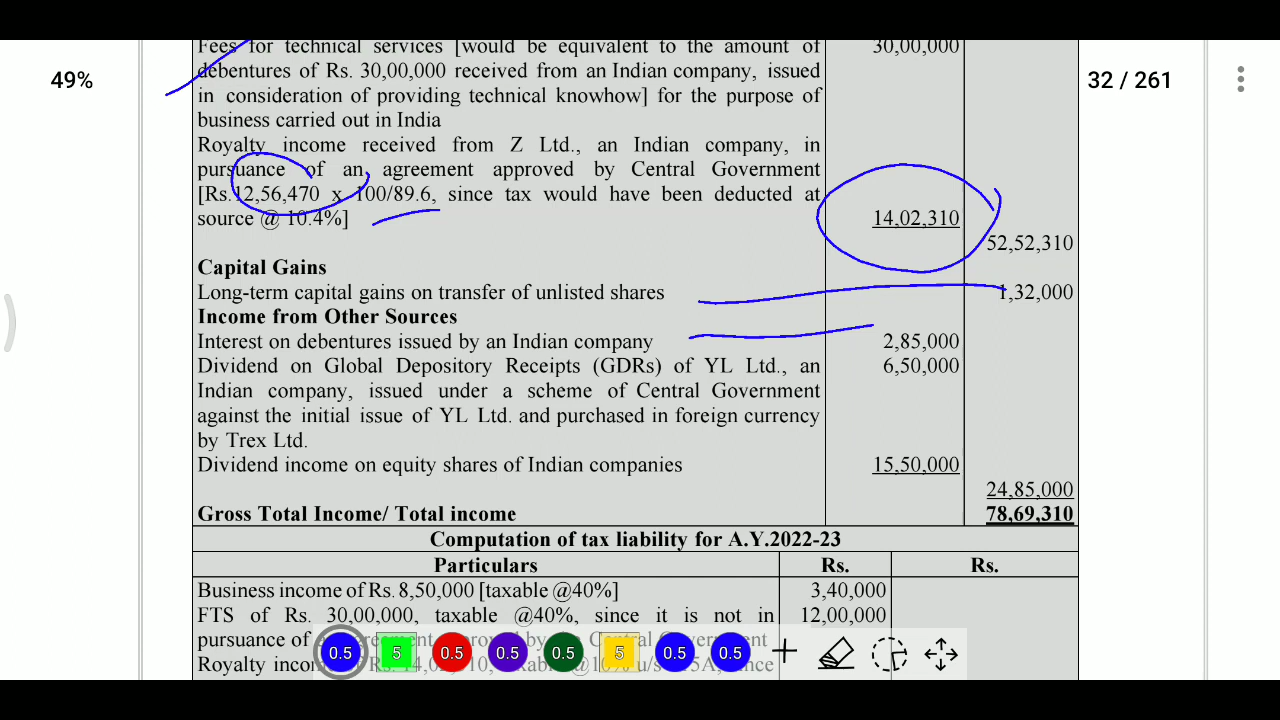 Fees for technical services [would be equivalent to the amount of 30,00,000
49% debentures of Rs. 30,00,000 received from an Indian company, issued 32 / 261
in consideration of providing technical knowhow] for the purpose of
business carried out in India
Royalty income received from Z Ltd., an Indian company, in
pursuance of an agreement approved by Central Government
[Rs.12,56,470 x 100/89.6, since tax would have been deducted at
source @ 10.4%] 14,02,310
52,52,310
Capital Gains
Long-term capital gains on transfer of unlisted shares 1,32,000
Income from Other Sources
Interest on debentures issued by an Indian company 2,85,000
Dividend on Global Depository Receipts (GDRs) of YL Ltd., an 6,50,000
Indian company, issued under a scheme of Central Government
against the initial issue of YL Ltd. and purchased in foreign currency
by Trex Ltd.
Dividend income on equity shares of Indian companies 15,50,000
24,85,000
Gross Total Income/ Total income 78,69,310
Computation of tax liability for A.Y.2022-23
Particulars Rs. Rs.
Business income of Rs. 8,50,000 [taxable @40%] 3,40,000
FTS of Rs. 30,00,000, taxable @40%, since it is not in 12,00,000
pursuance of Central Government
0.5 5 0.5 0.5 0.5 5 0.5 0.5
Royalty since